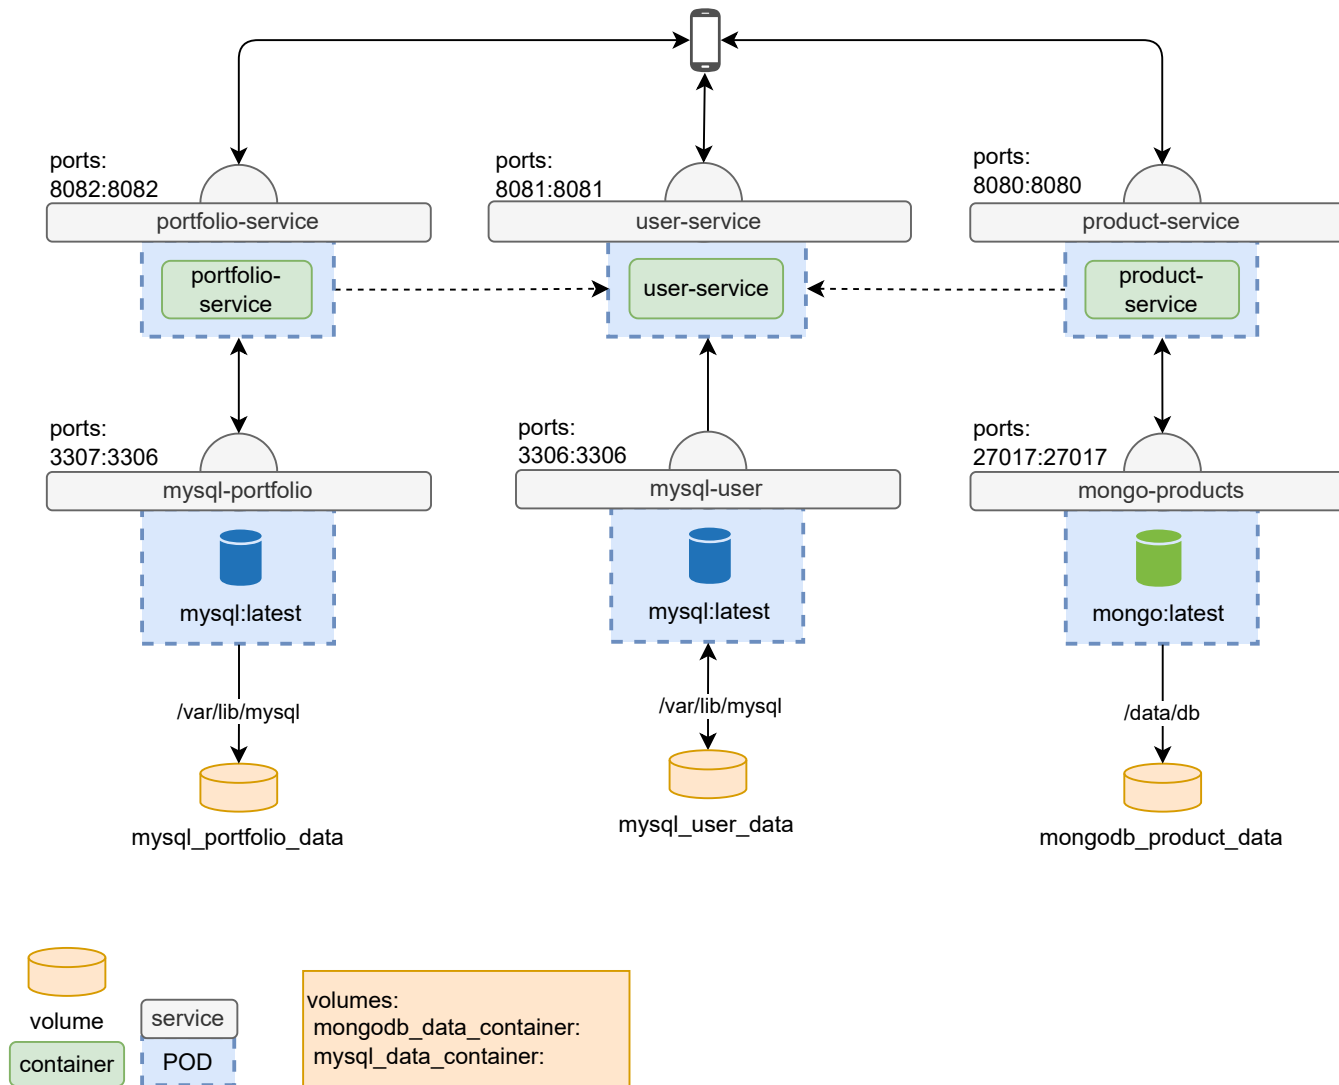 ports:
8082:8082
portfolio-service
portfolio-
service
ports:
8081:8081
user-service
user-service
ports:
8080:8080
product-service
product-
service
ports:
3307:3306
mysql-portfolio
mysql:latest
ports:
3306:3306
mysql-user
mysql:latest
ports:
27017:27017
mongo-products
mongo:latest
/var/lib/mysql
mysql_portfolio_data
/var/lib/mysql
mysql_user_data
/data/db
mongodb_product_data
volume
container
service
POD
volumes:
mongodb_data_container:
mysql_data_container: